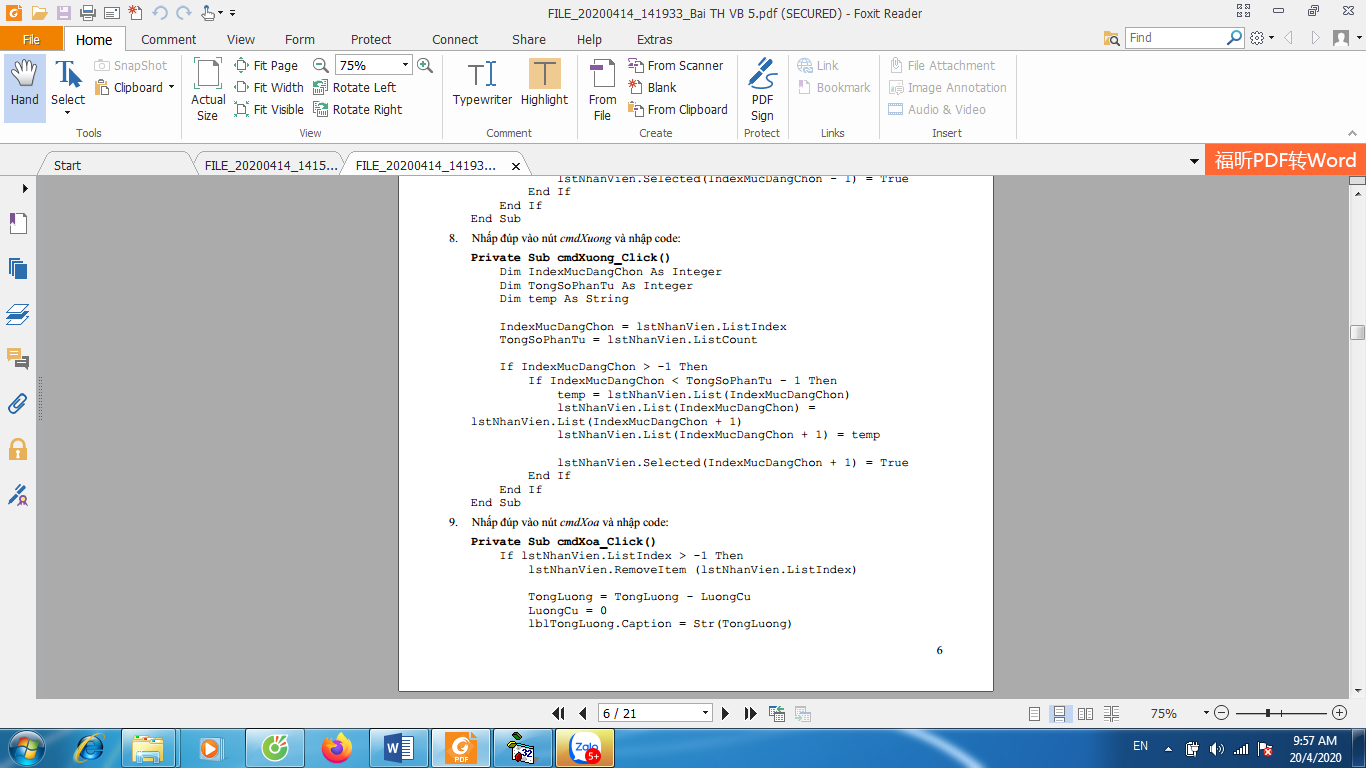 FILE_20200414_141933_Bai TH VB 5.pdf (SECURED) - Foxit Reader
File Home Comment View Form Protect Connect Share Help Extras Find
Hand Select SnapShot Clipboard Actual Size Fit Page Fit Width Fit Visible 75% Rotate Left Rotate Right Typewriter Highlight From File From Scanner Blank From Clipboard PDF Sign Link Bookmark File Attachment Image Annotation Audio & Video
Tools View Comment Create Protect Links Insert
Start FILE_20200414_1415... FILE_20200414_14193... 福昕PDF转Word
lstNhanVien.Selected(IndexMucDangChon - 1) = True
End If
End If
End Sub
8. Nhấp đúp vào nút cmdXuong và nhập code:
Private Sub cmdXuong_Click()
Dim IndexMucDangChon As Integer
Dim TongSoPhanTu As Integer
Dim temp As String
IndexMucDangChon = lstNhanVien.ListIndex
TongSoPhanTu = lstNhanVien.ListCount
If IndexMucDangChon > -1 Then
If IndexMucDangChon < TongSoPhanTu - 1 Then
temp = lstNhanVien.List(IndexMucDangChon)
lstNhanVien.List(IndexMucDangChon) =
lstNhanVien.List(IndexMucDangChon + 1)
lstNhanVien.List(IndexMucDangChon + 1) = temp
lstNhanVien.Selected(IndexMucDangChon + 1) = True
End If
End If
End Sub
9. Nhấp đúp vào nút cmdXoa và nhập code:
Private Sub cmdXoa_Click()
If lstNhanVien.ListIndex > -1 Then
lstNhanVien.RemoveItem (lstNhanVien.ListIndex)
TongLuong = TongLuong - LuongCu
LuongCu = 0
lblTongLuong.Caption = Str(TongLuong)
6
6 / 21 75%
PDF 32 Zalo 5+ EN 9:57 AM
20/4/2020